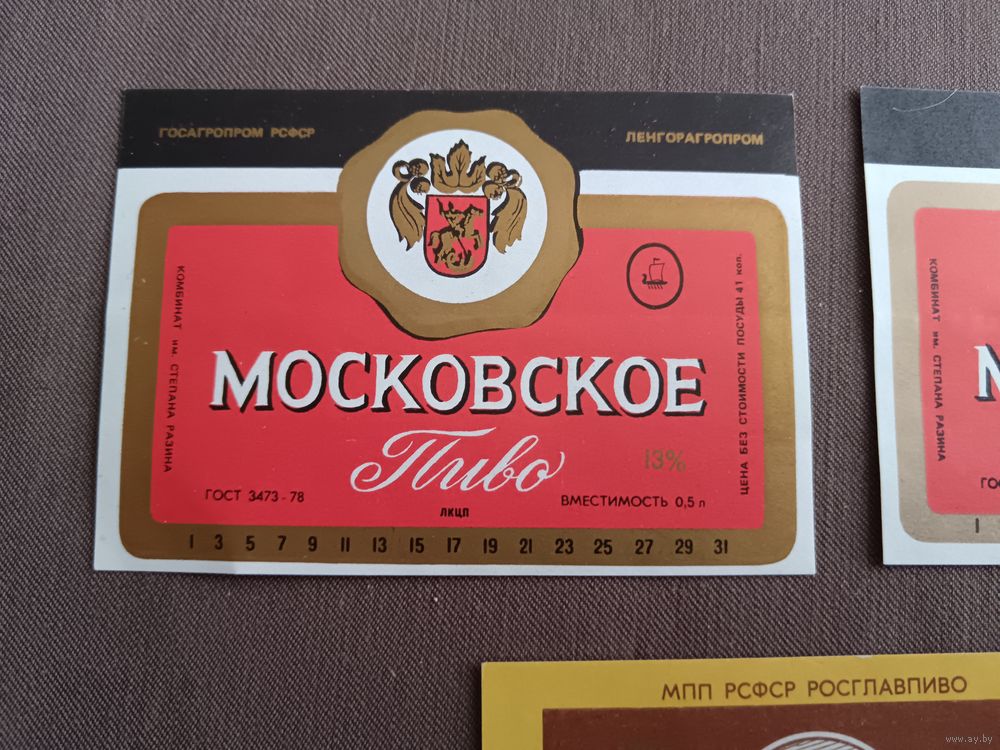 ГОСАГРОПРОМ РСФСР
ЛЕНГОРАГРОПРОМ
КОМБИНАТ им. СТЕПАНА РАЗИНА
ЦЕНА БЕЗ СТОИМОСТИ ПОСУДЫ 41 коп.
МОСКОВСКОЕ
Пиво
13%
ГОСТ 3473-78
ВМЕСТИМОСТЬ 0,5 л
ЛКЦП
1 3 5 7 9 11 13 15 17 19 21 23 25 27 29 31
КОМБИНАТ им. СТЕПАНА РАЗИНА
М
ГО
1
МПП РСФСР РОСГЛАВПИВО
www.ay.by